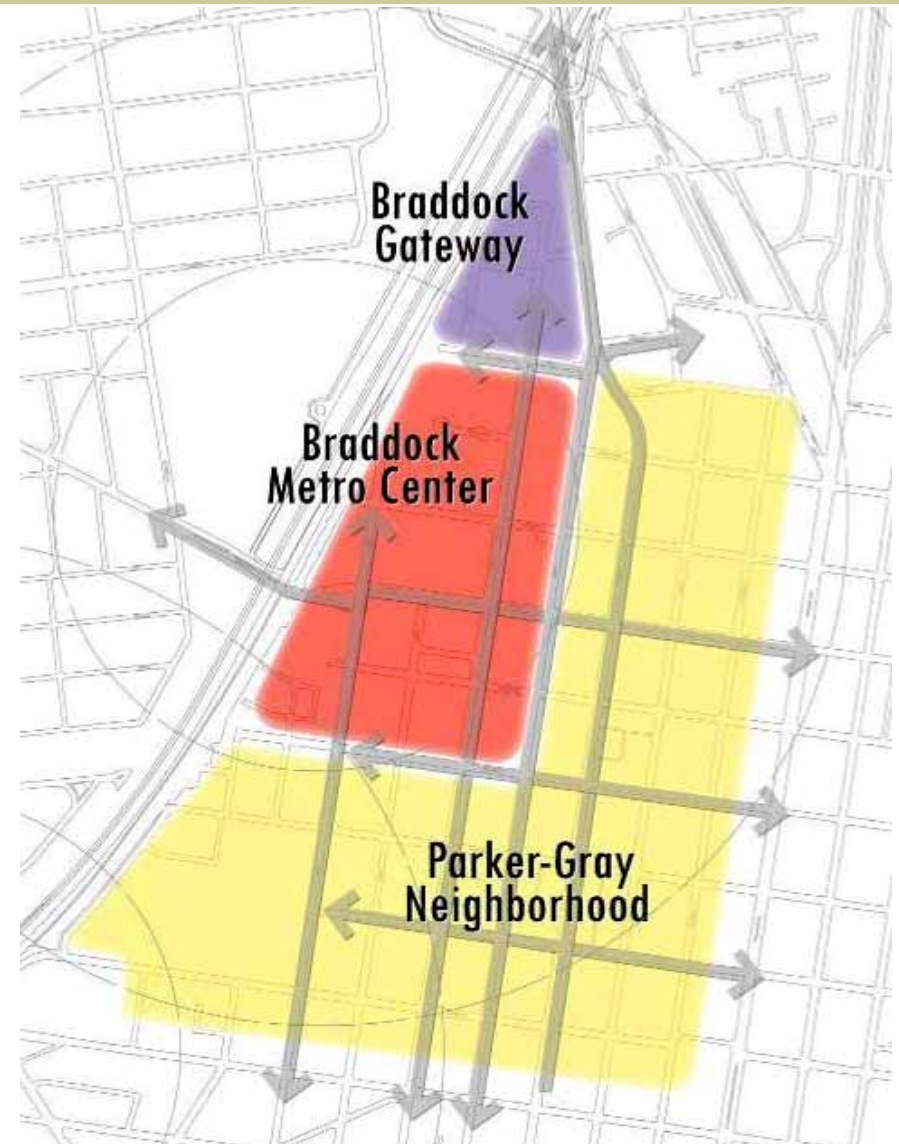 Braddock
Gateway
Braddock
Metro Center
Parker-Gray
Neighborhood